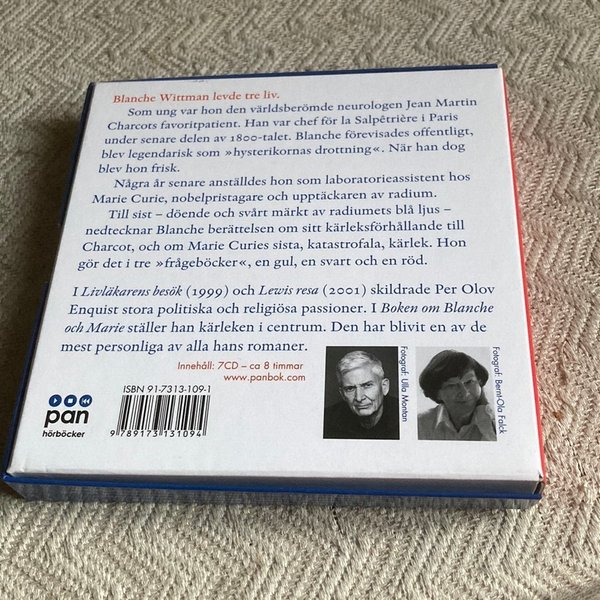 Blanche Wittman levde tre liv.
Som ung var hon den världsberömde neurologen Jean Martin
Charcots favoritpatient. Han var chef för la Salpêtrière i Paris
under senare delen av 1800-talet. Blanche förevisades offentligt,
blev legendarisk som »hysterikornas drottning«. När han dog
blev hon frisk.
Några år senare anställdes hon som laboratorieassistent hos
Marie Curie, nobelpristagare och upptäckaren av radium.
Till sist – döende och svårt märkt av radiumets blå ljus –
nedtecknar Blanche berättelsen om sitt kärleksförhållande till
Charcot, och om Marie Curies sista, katastrofala, kärlek. Hon
gör det i tre »frågeböcker«, en gul, en svart och en röd.
I Livläkarens besök (1999) och Lewis resa (2001) skildrade Per Olov
Enquist stora politiska och religiösa passioner. I Boken om Blanche
och Marie ställer han kärleken i centrum. Den har blivit en av de
mest personliga av alla hans romaner.
Innehåll: 7CD – ca 8 timmar
www.panbok.com
ISBN 91-7313-109-1
9 789173 131094
pan
hörböcker
Fotograf: Ulla Montan
Fotograf: Bernt-Ola Falck